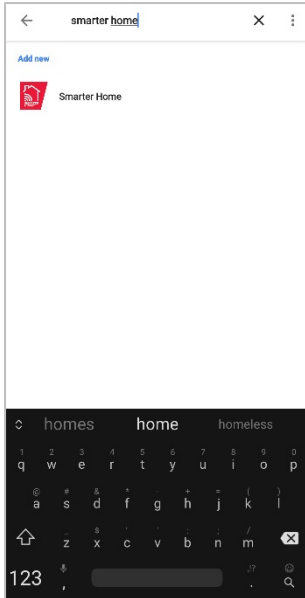 smarter home
Add new
Smarter Home
homes home homeless
1 2 3 4 5 6 7 8 9 0
q w e r t y u i o p
@ # & * - + = ( )
a s d f g h j k l
_ $ " ' : ; /
z x c v b n m
123 , .
,!?